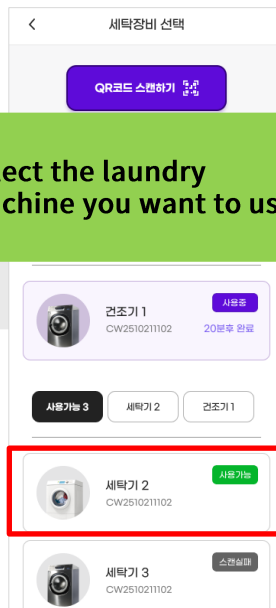 세탁장비 선택
QR코드 스캔하기
lect the laundry
chine you want to us
건조기 1
사용중
CW2510211102
20분후 완료
사용가능 3
세탁기 2
건조기 1
세탁기 2
사용가능
CW2510211102
세탁기 3
스캔실패
CW2510211102